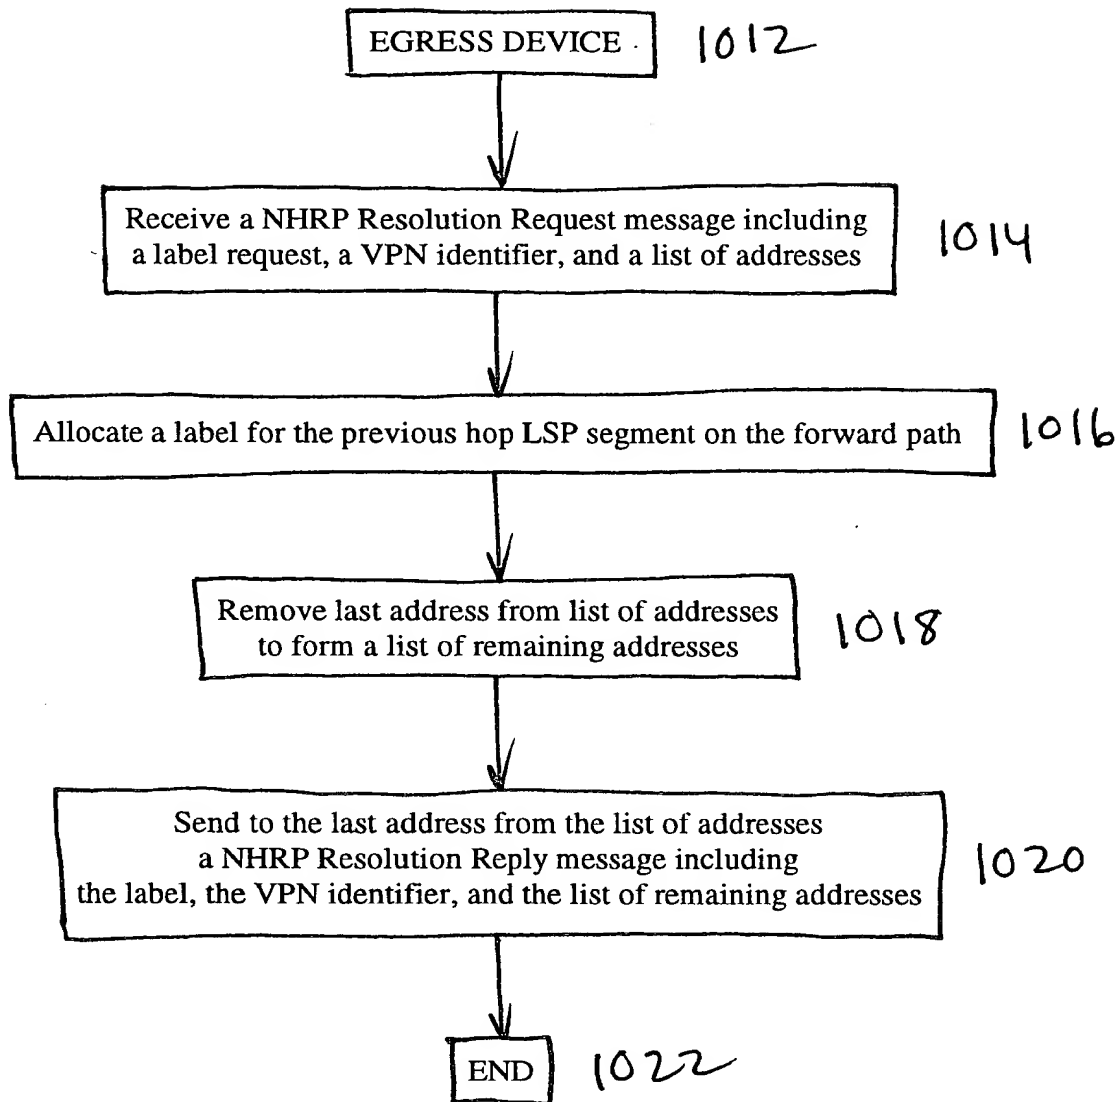 EGRESS DEVICE 1012
Receive a NHRP Resolution Request message including
a label request, a VPN identifier, and a list of addresses
1014
Allocate a label for the previous hop LSP segment on the forward path 1016
Remove last address from list of addresses
to form a list of remaining addresses
1018
Send to the last address from the list of addresses
a NHRP Resolution Reply message including
the label, the VPN identifier, and the list of remaining addresses
1020
END 1022